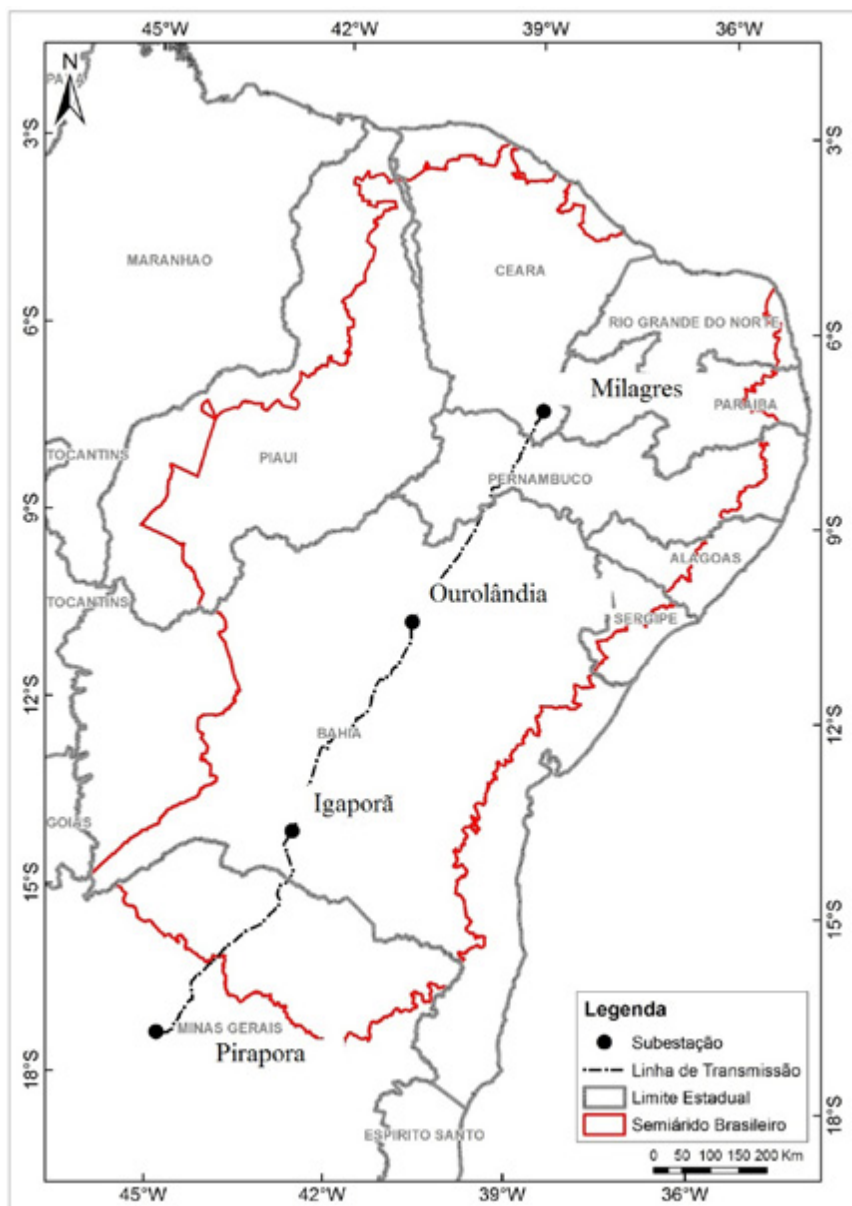 45°W 42°W 39°W 36°W
N
PARÁ
3°S 3°S
MARANHAO
CEARA
RIO GRANDE DO NORTE
6°S 6°S
Milagres
PARAIBA
TOCANTINS
PIAUI
PERNAMBUCO
9°S 9°S
ALAGOAS
Ourolândia
TOCANTINS
SERGIPE
12°S 12°S
BAHIA
Igaporã
GOIAS
15°S 15°S
Legenda
MINAS GERAIS
Subestação
Pirapora
Linha de Transmissão
18°S 18°S
Limite Estadual
ESPIRITO SANTO
Semiárido Brasileiro
0 25 50 100 150 200 Km
45°W 42°W 39°W 36°W